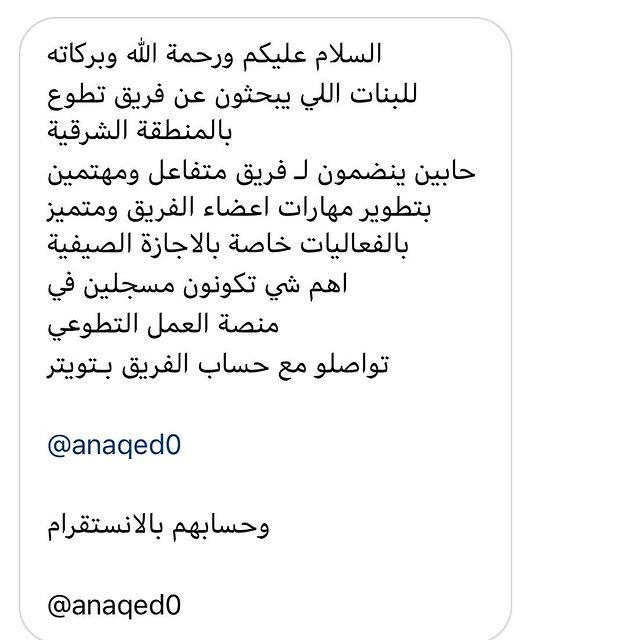 السلام عليكم ورحمة الله وبركاته
للبنات اللي يبحثون عن فريق تطوع
بالمنطقة الشرقية
حابين ينضمون لـ فريق متفاعل ومهتمين
بتطوير مهارات اعضاء الفريق ومتميز
بالفعاليات خاصة بالاجازة الصيفية
اهم شي تكونون مسجلين في
منصة العمل التطوعي
تواصلو مع حساب الفريق بـتويتر
@anaqed0
وحسابهم بالانستقرام
@anaqed0